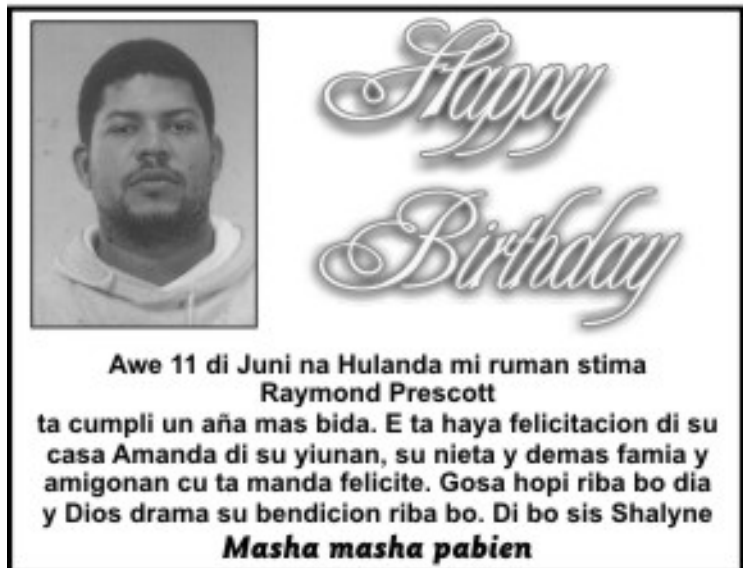 Happy
Birthday
Awe 11 di Juni na Hulanda mi ruman stima
Raymond Prescott
ta cumpli un aña mas bida. E ta haya felicitacion di su
casa Amanda di su yiunan, su nieta y demas famia y
amigonan cu ta manda felicite. Gosa hopi riba bo dia
y Dios drama su bendicion riba bo. Di bo sis Shalyne
Masha masha pabien